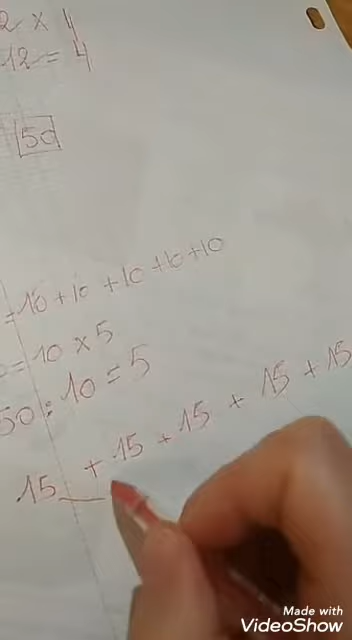 2 x 4
12 = 4
50
= 10 + 10 + 10 + 10 + 10
= 10 x 5
50 : 10 = 5
15 + 15 + 15 + 15 + 15
Made with
VideoShow